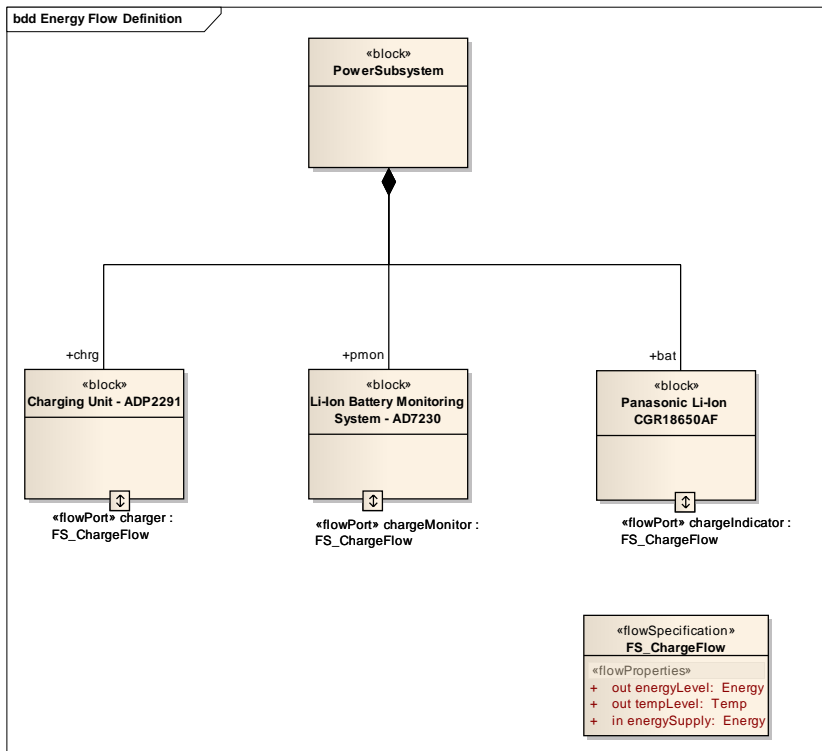 bdd Energy Flow Definition
«block»
PowerSubsystem
+chrg
+pmon
+bat
«block»
Charging Unit - ADP2291
«block»
Li-Ion Battery Monitoring
System - AD7230
«block»
Panasonic Li-Ion
CGR18650AF
«flowPort» charger :
FS_ChargeFlow
«flowPort» chargeMonitor :
FS_ChargeFlow
«flowPort» chargeIndicator :
FS_ChargeFlow
«flowSpecification»
FS_ChargeFlow
«flowProperties»
+ out energyLevel: Energy
+ out tempLevel: Temp
+ in energySupply: Energy